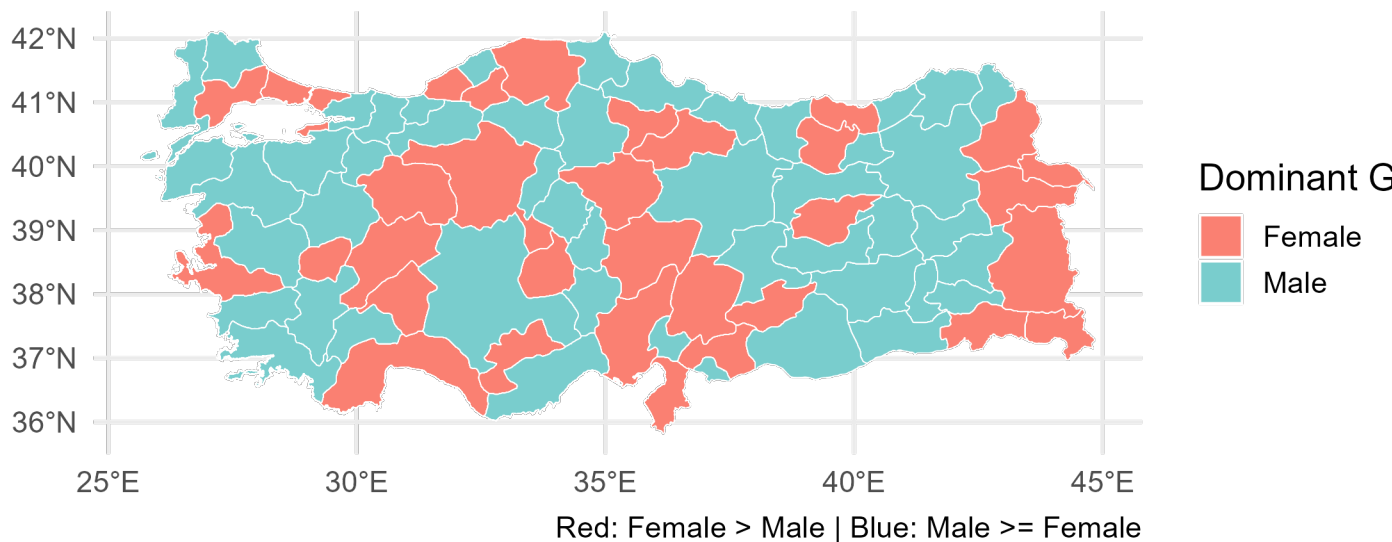 42°N
41°N
40°N
39°N
38°N
37°N
36°N
25°E 30°E 35°E 40°E 45°E
Dominant G
Female
Male
Red: Female > Male | Blue: Male >= Female